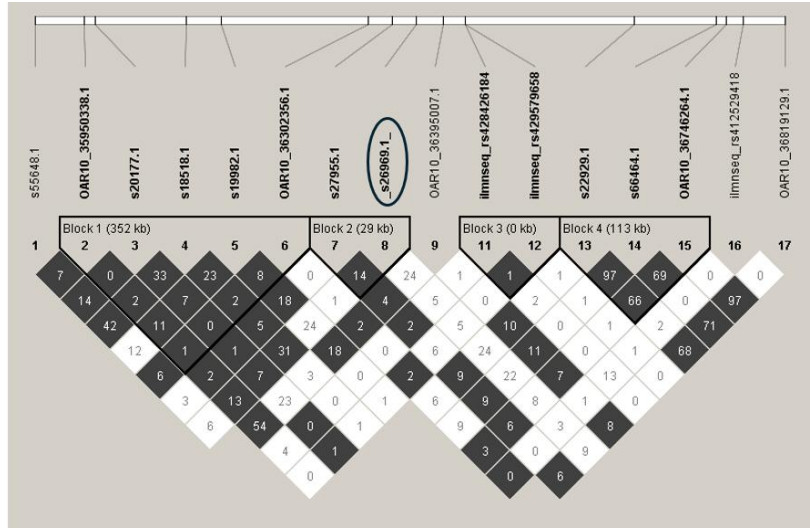 s55648.1
OAR10_35950338.1
s20177.1
s18518.1
s19982.1
OAR10_36302356.1
s27955.1
_s26969.1_
OAR10_36395007.1
ilmnseq_rs428426184
ilmnseq_rs429579658
s22929.1
s66464.1
OAR10_36746264.1
ilmnseq_rs412529418
OAR10_36819129.1
Block 1 (352 kb) Block 2 (29 kb) Block 3 (0 kb) Block 4 (113 kb)
1 2 3 4 5 6 7 8 9 11 12 13 14 15 16 17
7 0 33 23 8 0 14 24 1 1 1 97 69 0 0
14 2 7 2 18 1 4 5 0 2 1 66 0 97
42 11 0 5 24 2 2 5 10 0 1 2 71
12 1 1 31 18 0 6 24 11 1 0 68
6 2 7 3 0 2 9 22 7 13 0
3 13 23 0 1 6 9 8 1 0
6 54 0 1 9 6 3 8
4 1 3 0 9
0 0 6